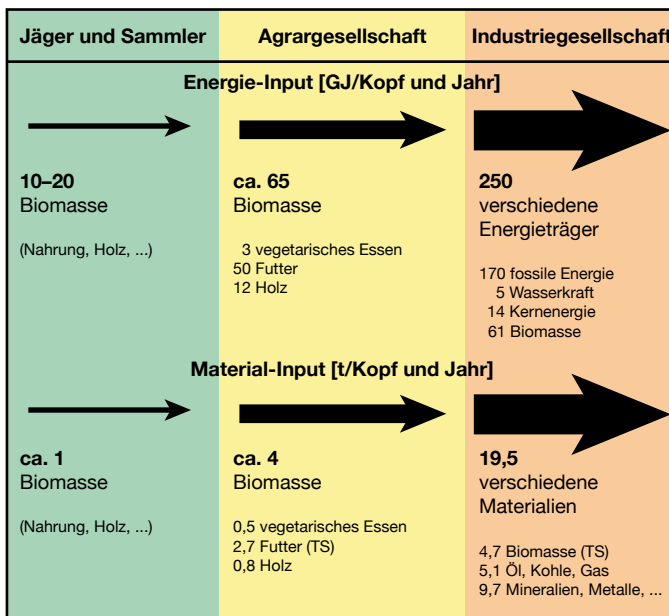 Jäger und Sammler
Agrargesellschaft
Industriegesellschaft
Energie-Input [GJ/Kopf und Jahr]
10–20
Biomasse
(Nahrung, Holz, ...)
ca. 65
Biomasse
3 vegetarisches Essen
50 Futter
12 Holz
250
verschiedene
Energieträger
170 fossile Energie
5 Wasserkraft
14 Kernenergie
61 Biomasse
Material-Input [t/Kopf und Jahr]
ca. 1
Biomasse
(Nahrung, Holz, ...)
ca. 4
Biomasse
0,5 vegetarisches Essen
2,7 Futter (TS)
0,8 Holz
19,5
verschiedene
Materialien
4,7 Biomasse (TS)
5,1 Öl, Kohle, Gas
9,7 Mineralien, Metalle, ...